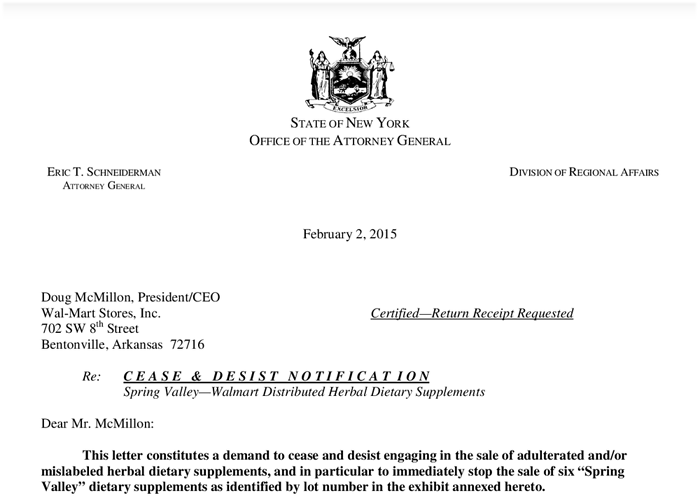 EXCELSIOR
STATE OF NEW YORK
OFFICE OF THE ATTORNEY GENERAL
ERIC T. SCHNEIDERMAN
ATTORNEY GENERAL
DIVISION OF REGIONAL AFFAIRS
February 2, 2015
Doug McMillon, President/CEO
Wal-Mart Stores, Inc.
702 SW 8th Street
Bentonville, Arkansas 72716
Certified—Return Receipt Requested
Re: CEASE & DESIST NOTIFICATION
Spring Valley—Walmart Distributed Herbal Dietary Supplements
Dear Mr. McMillon:
This letter constitutes a demand to cease and desist engaging in the sale of adulterated and/or
mislabeled herbal dietary supplements, and in particular to immediately stop the sale of six “Spring
Valley” dietary supplements as identified by lot number in the exhibit annexed hereto.